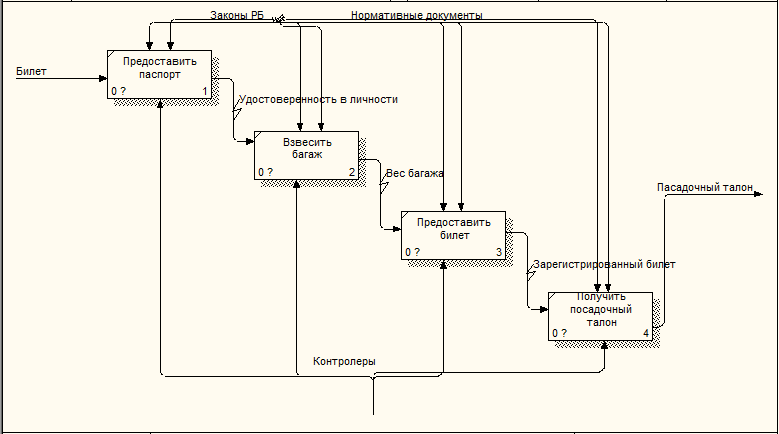 Законы РБ
Нормативные документы
Билет
Предоставить
паспорт
0 ?
1
Удостоверенность в личности
Взвесить
багаж
0 ?
2
Вес багажа
Предоставить
билет
0 ?
3
Пасадочный талон
Зарегистрированный билет
Получить
посадочный
талон
0 ?
4
Контролеры